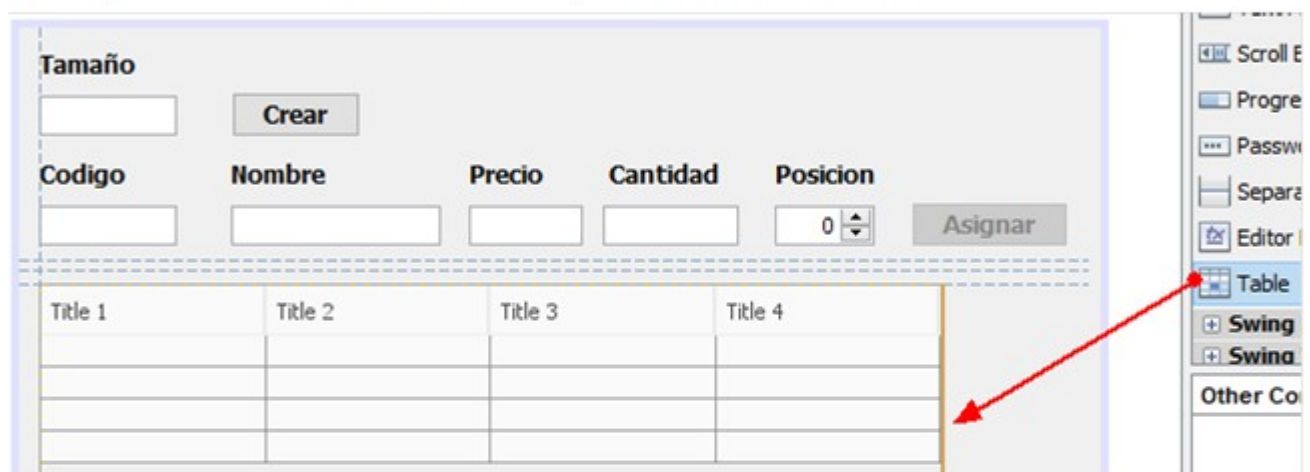 Tamaño
Crear
Codigo Nombre Precio Cantidad Posicion
0 Asignar
Title 1 Title 2 Title 3 Title 4
Scroll
Progre
Passw
Separa
Editor
Table
Swing
Swing
Other Co